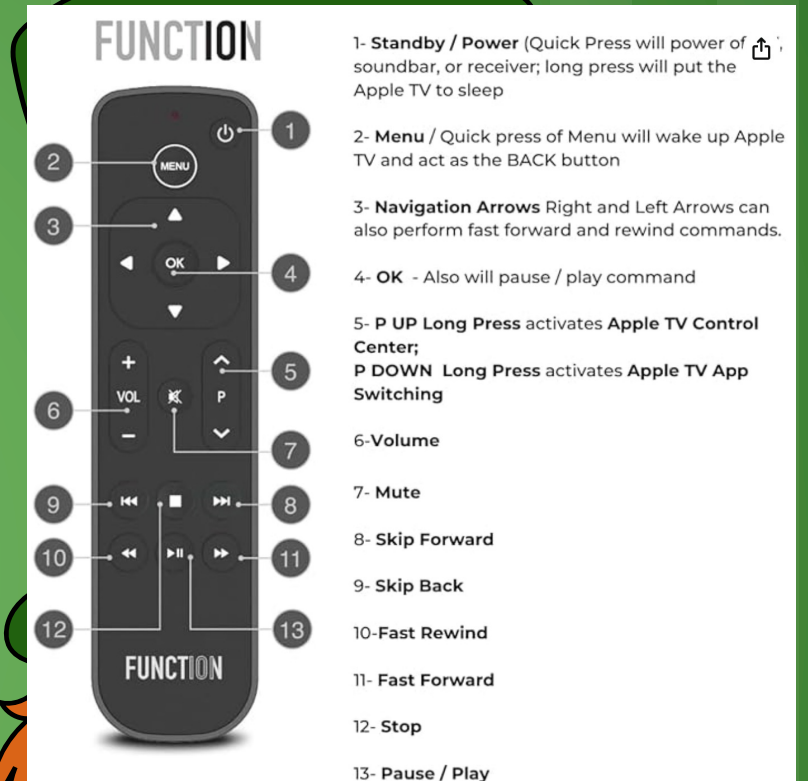 FUNCTION
1- Standby / Power (Quick Press will power of
soundbar, or receiver; long press will put the
Apple TV to sleep
2- Menu / Quick press of Menu will wake up Apple
TV and act as the BACK button
3- Navigation Arrows Right and Left Arrows can
also perform fast forward and rewind commands.
4- OK - Also will pause / play command
5- P UP Long Press activates Apple TV Control
Center;
P DOWN Long Press activates Apple TV App
Switching
6-Volume
7- Mute
8- Skip Forward
9- Skip Back
10-Fast Rewind
11- Fast Forward
12- Stop
13- Pause / Play
1
2
MENU
3
OK
4
+
VOL
−
P
5
6
7
9
8
10
11
12
13
FUNCTION